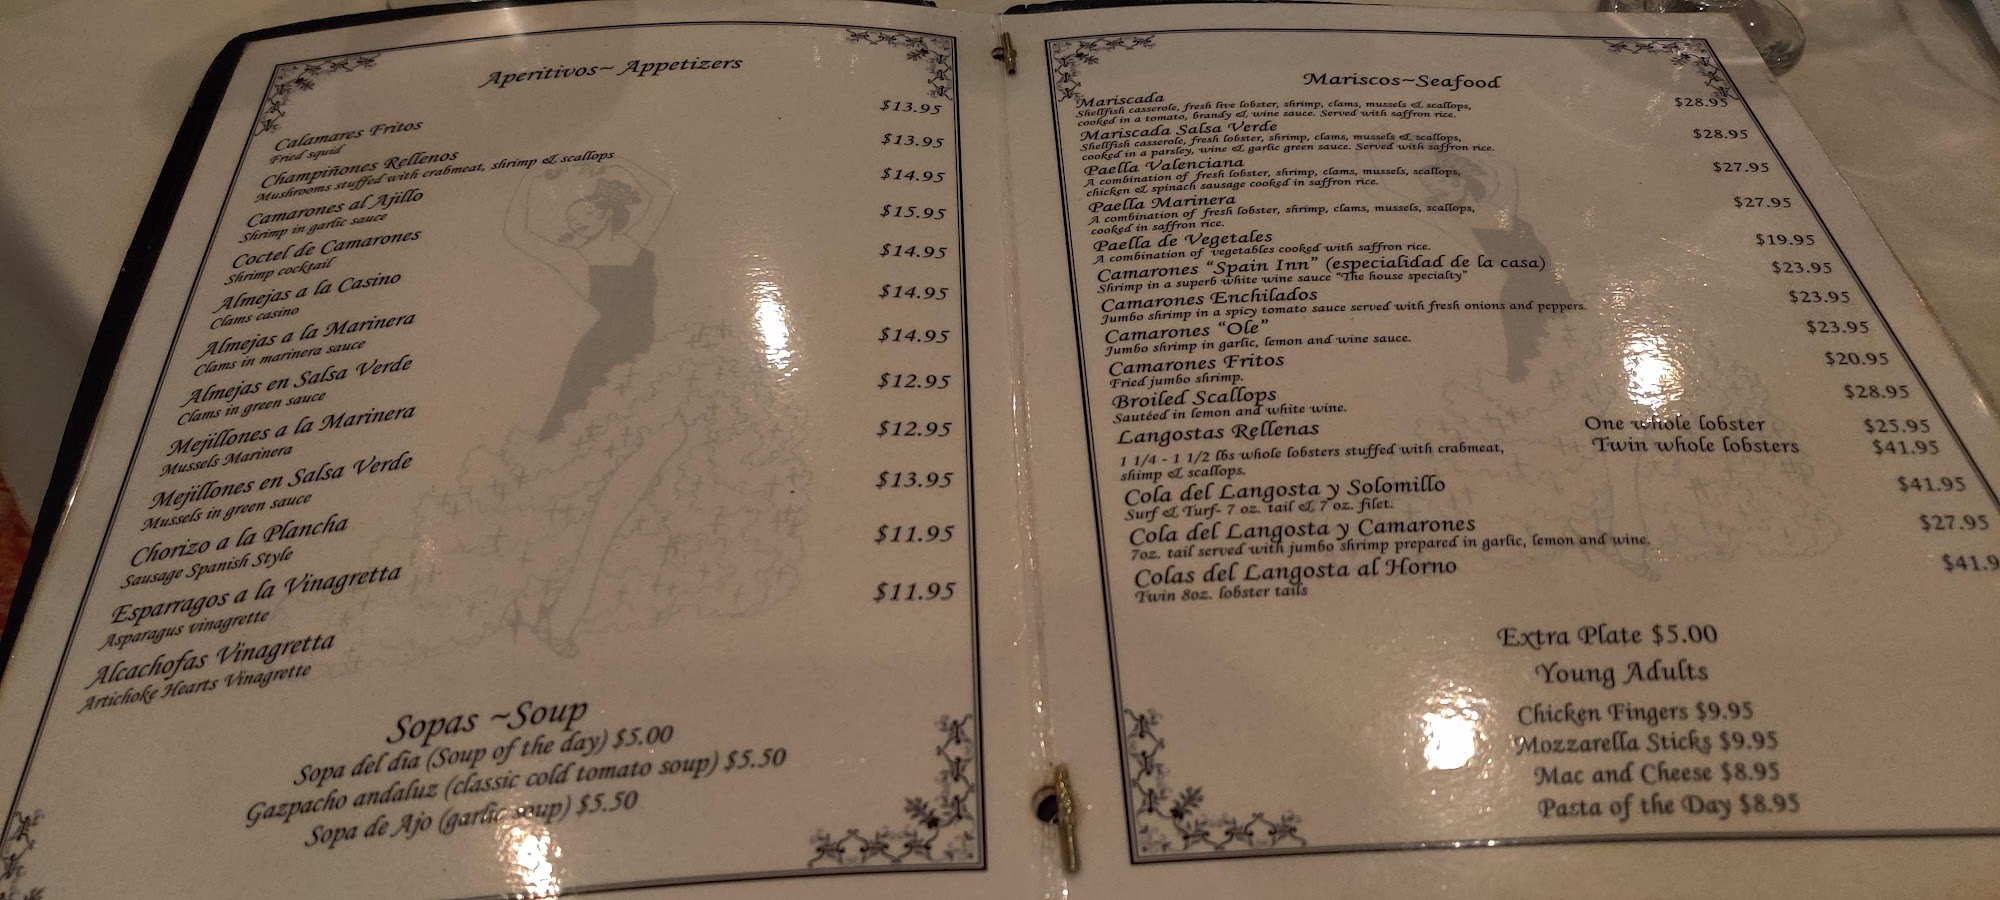 Aperitivos~ Appetizers
Calamares Fritos $13.95
Fried squid
Champiñones Rellenos $13.95
Mushrooms stuffed with crabmeat, shrimp & scallops
Camarones al Ajillo $14.95
Shrimp in garlic sauce
Coctel de Camarones $15.95
Shrimp cocktail
Almejas a la Casino $14.95
Clams casino
Almejas a la Marinera $14.95
Clams in marinera sauce
Almejas en Salsa Verde $14.95
Clams in green sauce
Mejillones a la Marinera $12.95
Mussels Marinera
Mejillones en Salsa Verde $12.95
Mussels in green sauce
Chorizo a la Plancha $13.95
Sausage Spanish Style
Esparragos a la Vinagretta $11.95
Asparagus vinagrette
Alcachofas Vinagretta $11.95
Artichoke Hearts Vinagrette
Sopas ~Soup
Sopa del dia (Soup of the day) $5.00
Gazpacho andaluz (classic cold tomato soup) $5.50
Sopa de Ajo (garlic soup) $5.50
Mariscos~Seafood
Mariscada $28.95
Shellfish casserole, fresh live lobster, shrimp, clams, mussels & scallops,
cooked in a tomato, brandy & wine sauce. Served with saffron rice.
Mariscada Salsa Verde $28.95
Shellfish casserole, fresh lobster, shrimp, clams, mussels & scallops,
cooked in a parsley, wine & garlic green sauce. Served with saffron rice.
Paella Valenciana $27.95
A combination of fresh lobster, shrimp, clams, mussels, scallops,
chicken & spinach sausage cooked in saffron rice.
Paella Marinera $27.95
A combination of fresh lobster, shrimp, clams, mussels, scallops,
cooked in saffron rice.
Paella de Vegetales $19.95
A combination of vegetables cooked with saffron rice.
Camarones "Spain Inn" (especialidad de la casa) $23.95
Shrimp in a superb white wine sauce "The house specialty"
Camarones Enchilados $23.95
Jumbo shrimp in a spicy tomato sauce served with fresh onions and peppers.
Camarones "Ole" $23.95
Jumbo shrimp in garlic, lemon and wine sauce.
Camarones Fritos $20.95
Fried jumbo shrimp.
Broiled Scallops $28.95
Sautéed in lemon and white wine.
Langostas Rellenas One whole lobster $25.95
1 1/4 - 1 1/2 lbs whole lobsters stuffed with crabmeat, Twin whole lobsters $41.95
shimp & scallops.
Cola del Langosta y Solomillo $41.95
Surf & Turf- 7 oz. tail & 7 oz. filet.
Cola del Langosta y Camarones $27.95
7oz. tail served with jumbo shrimp prepared in garlic, lemon and wine.
Colas del Langosta al Horno $41.9
Twin 8oz. lobster tails
Extra Plate $5.00
Young Adults
Chicken Fingers $9.95
Mozzarella Sticks $9.95
Mac and Cheese $8.95
Pasta of the Day $8.95